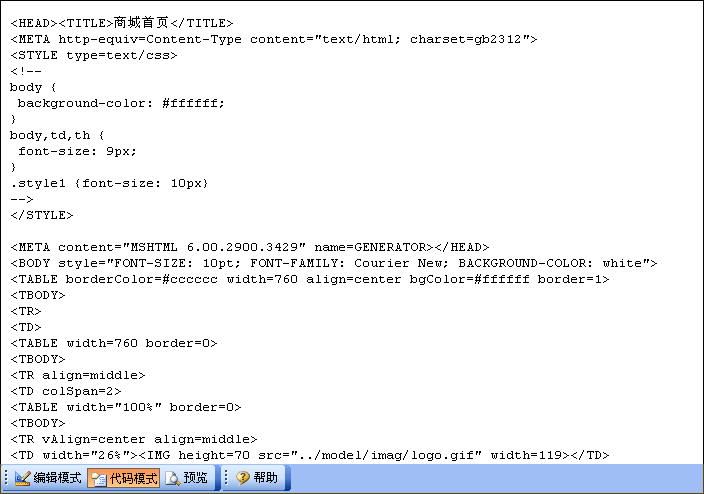 <HEAD><TITLE>商城首页</TITLE>
<META http-equiv=Content-Type content="text/html; charset=gb2312">
<STYLE type=text/css>
<!--
body {
 background-color: #ffffff;
}
body,td,th {
 font-size: 9px;
}
.style1 {font-size: 10px}
-->
</STYLE>
<META content="MSHTML 6.00.2900.3429" name=GENERATOR></HEAD>
<BODY style="FONT-SIZE: 10pt; FONT-FAMILY: Courier New; BACKGROUND-COLOR: white">
<TABLE borderColor=#cccccc width=760 align=center bgColor=#ffffff border=1>
<TBODY>
<TR>
<TD>
<TABLE width=760 border=0>
<TBODY>
<TR align=middle>
<TD colSpan=2>
<TABLE width="100%" border=0>
<TBODY>
<TR vAlign=center align=middle>
<TD width="26%"><IMG height=70 src="../model/imag/logo.gif" width=119></TD>
编辑模式 代码模式 预览 帮助